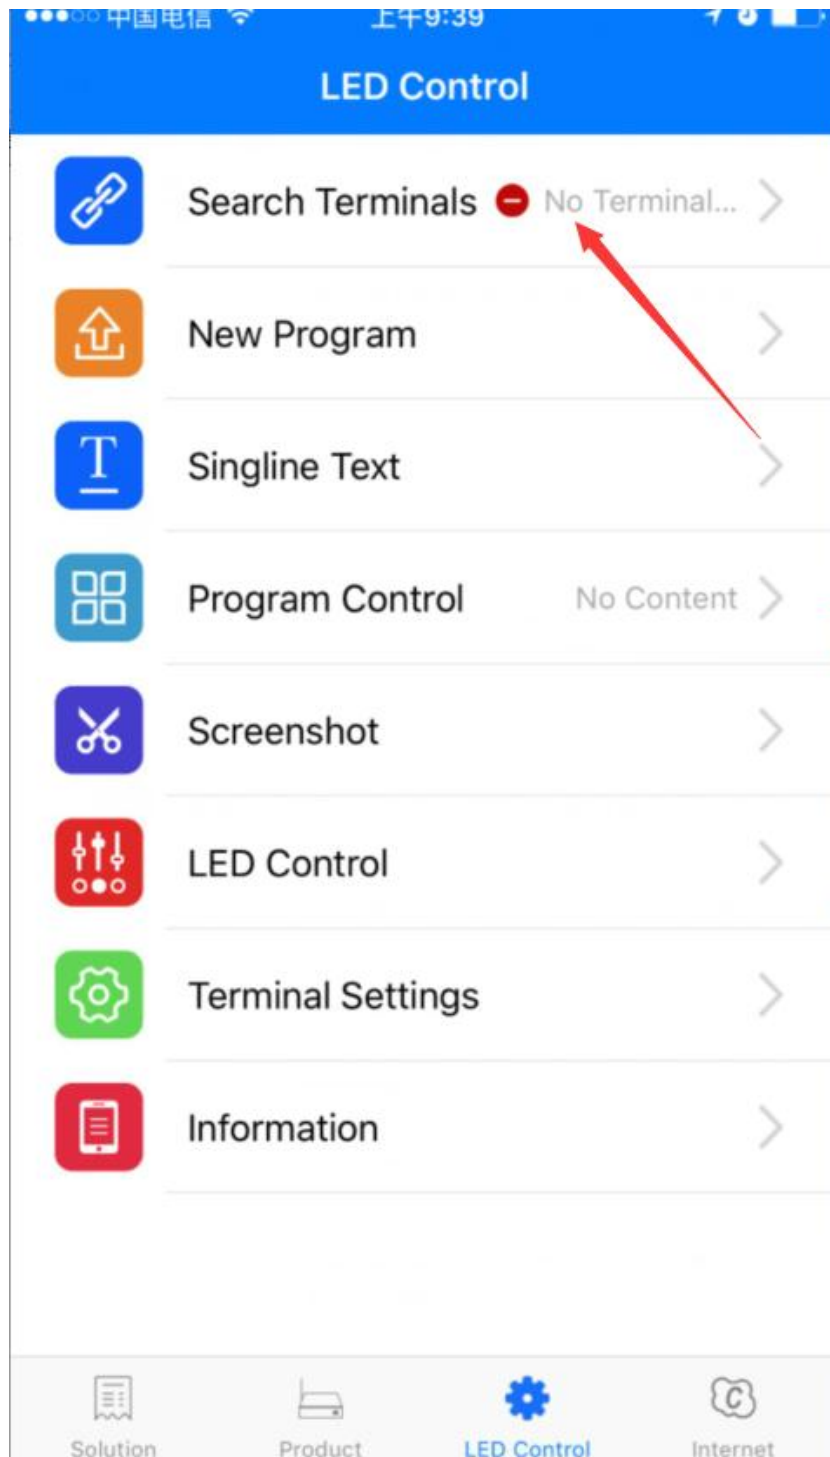 中国电信 上午9:39
LED Control
Search Terminals No Terminal...
New Program
Singline Text
Program Control No Content
Screenshot
LED Control
Terminal Settings
Information
Solution Product LED Control Internet